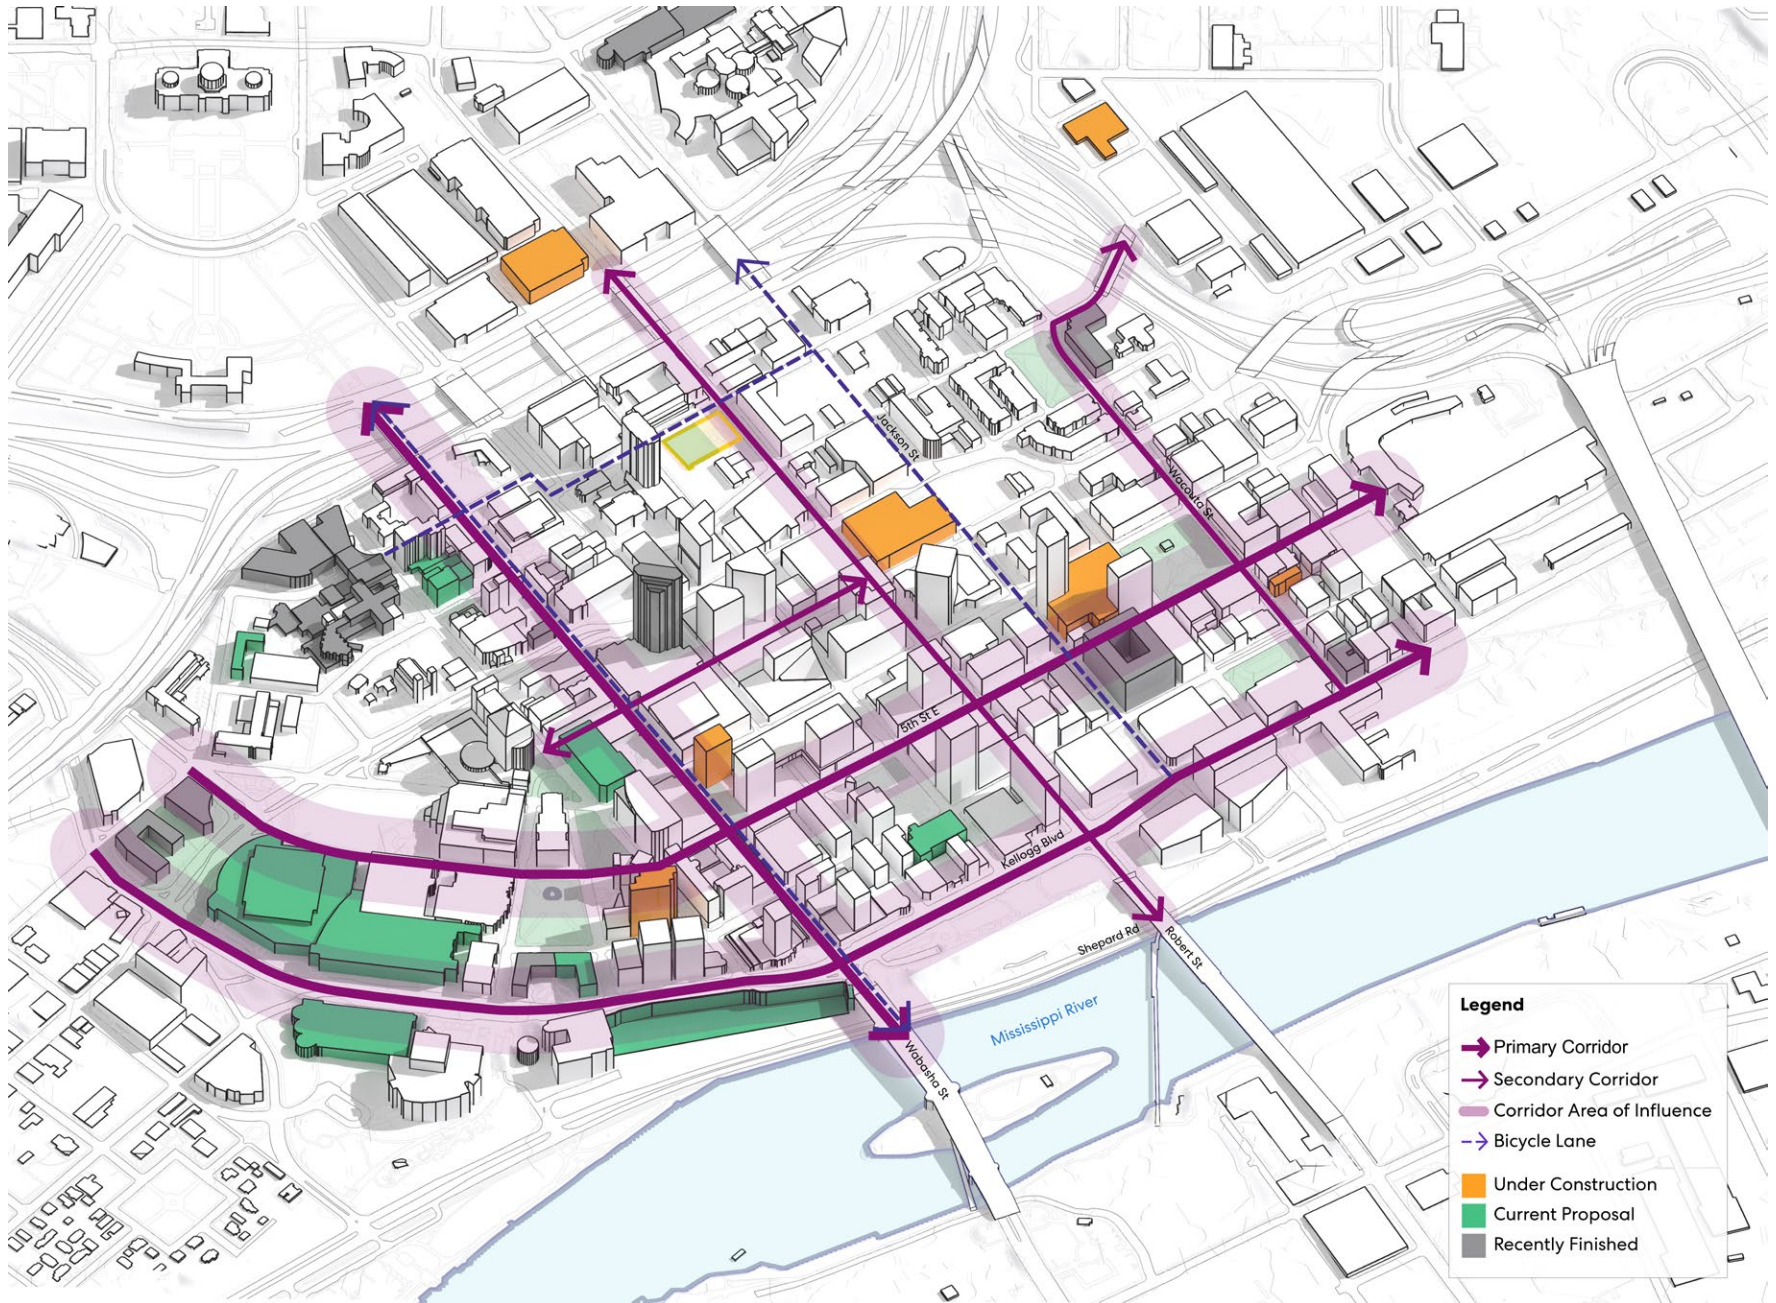 Jackson St
Wacouta St
5th St E
Kellogg Blvd
Shepard Rd
Robert St
Mississippi River
Wabasha St
Legend
Primary Corridor
Secondary Corridor
Corridor Area of Influence
Bicycle Lane
Under Construction
Current Proposal
Recently Finished